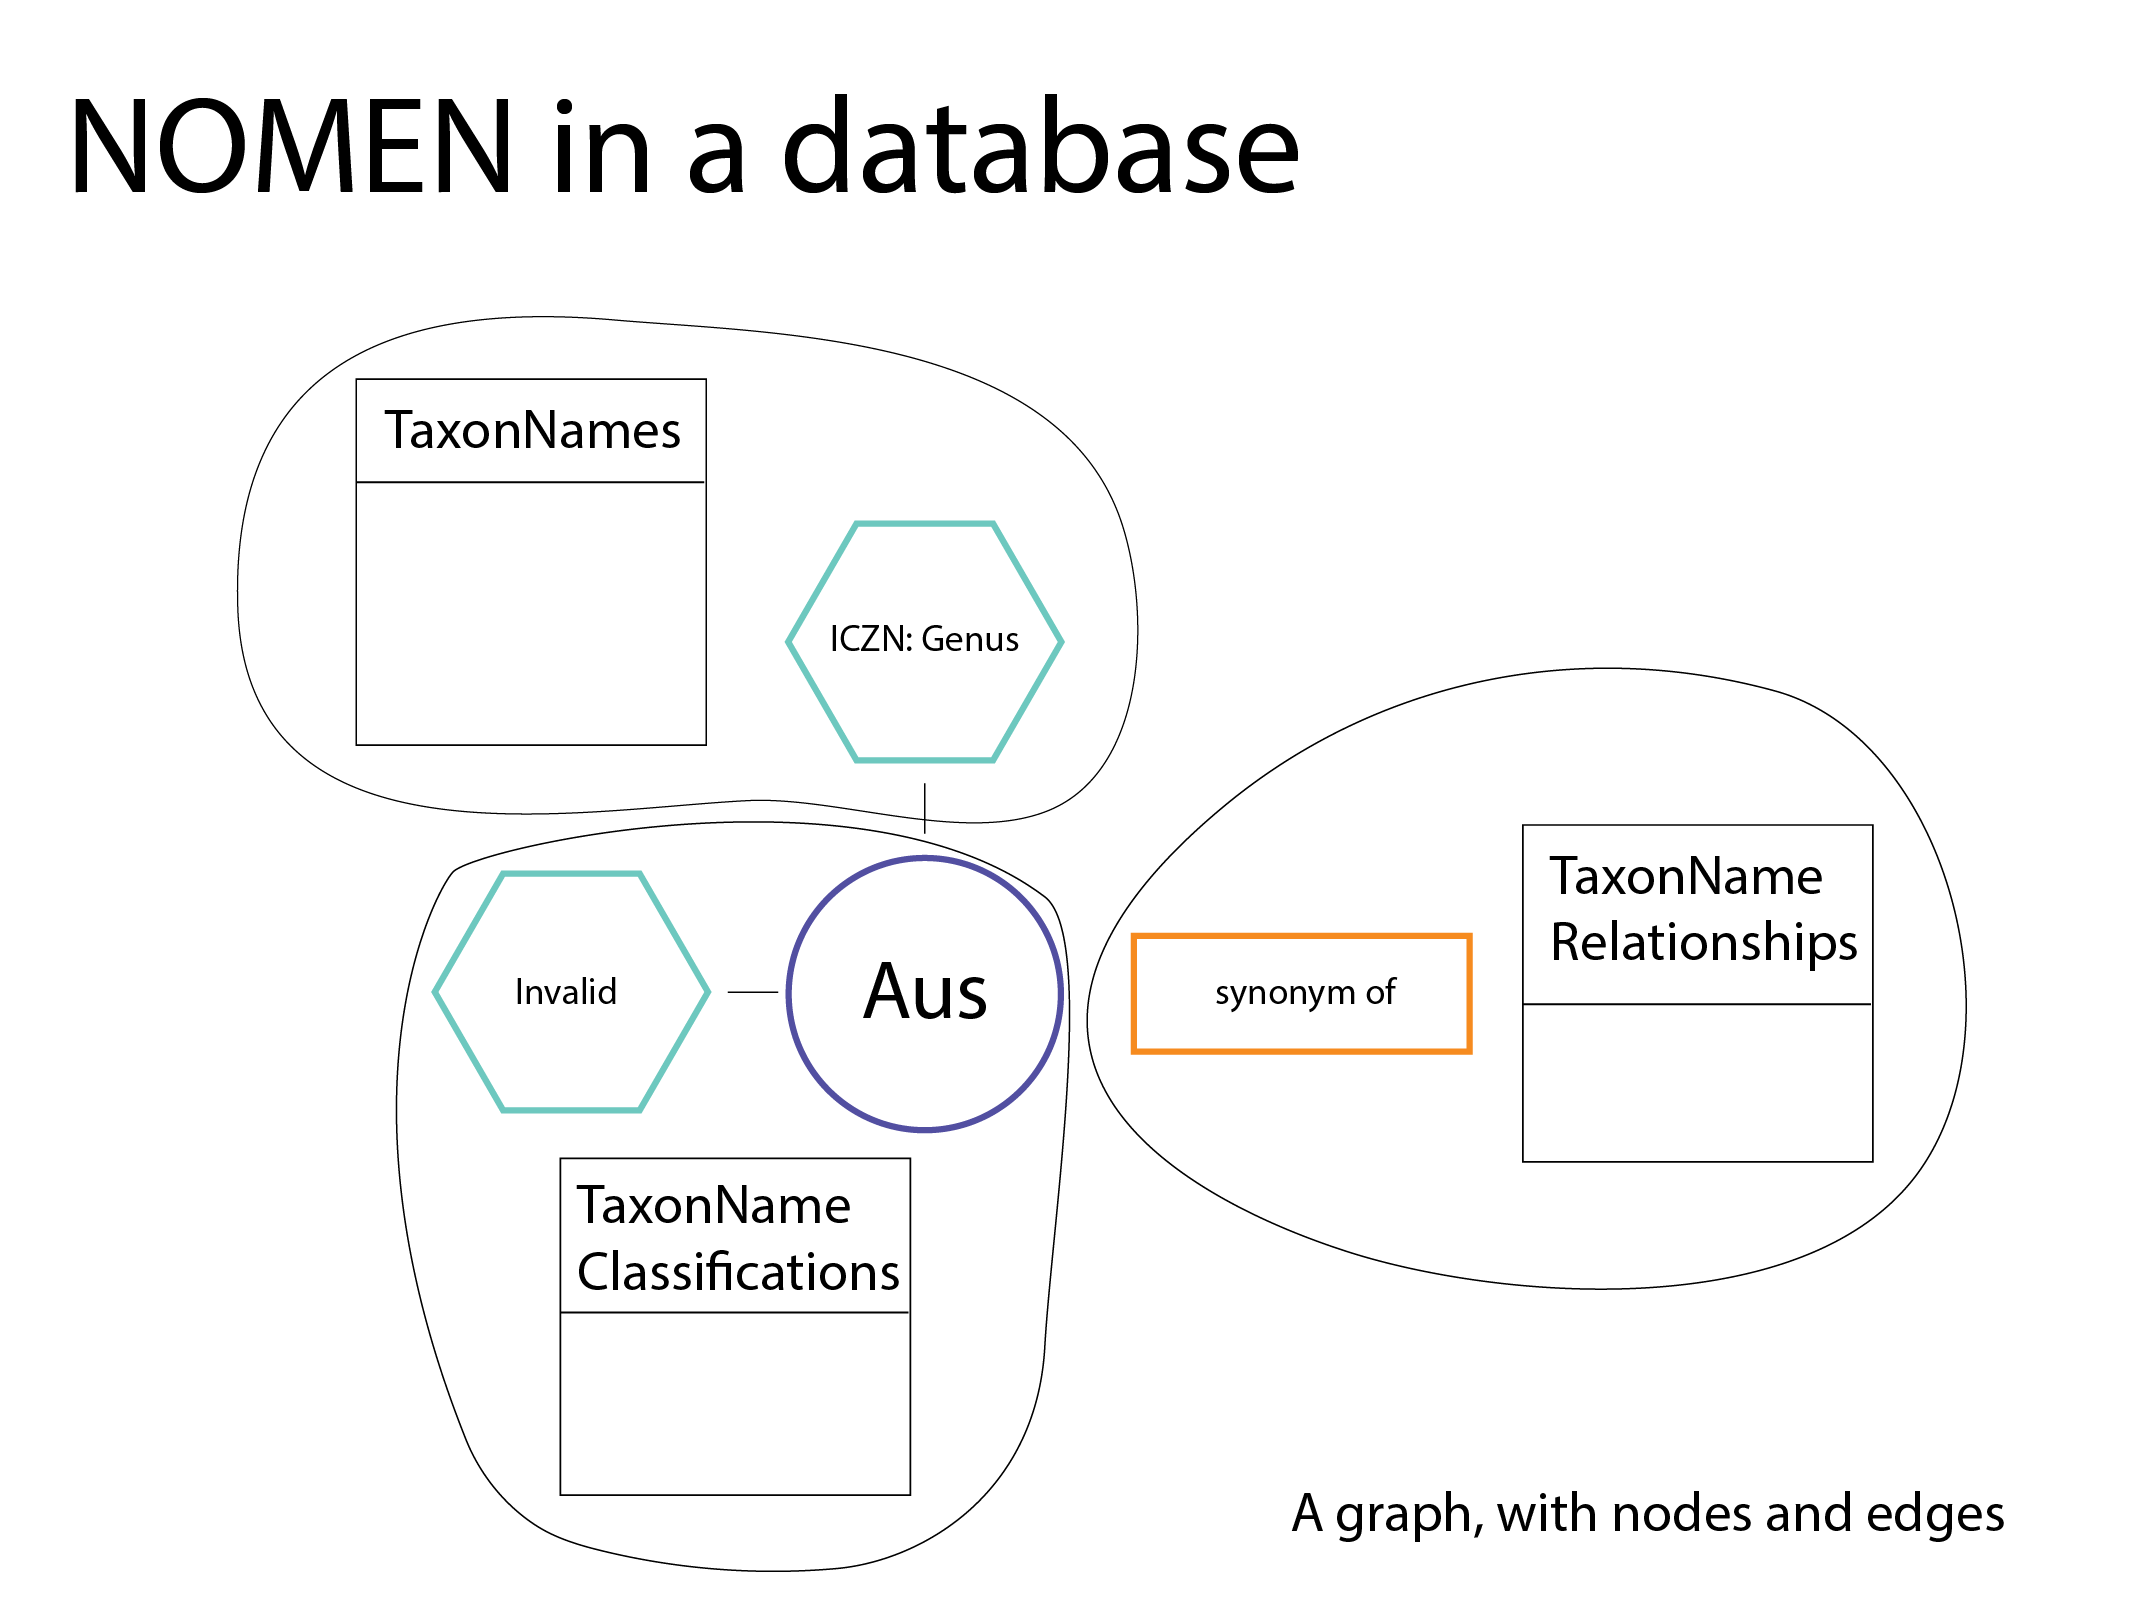 NOMEN in a database
TaxonNames
ICZN: Genus
Invalid
Aus
synonym of
TaxonName
Relationships
TaxonName
Classifications
A graph, with nodes and edges